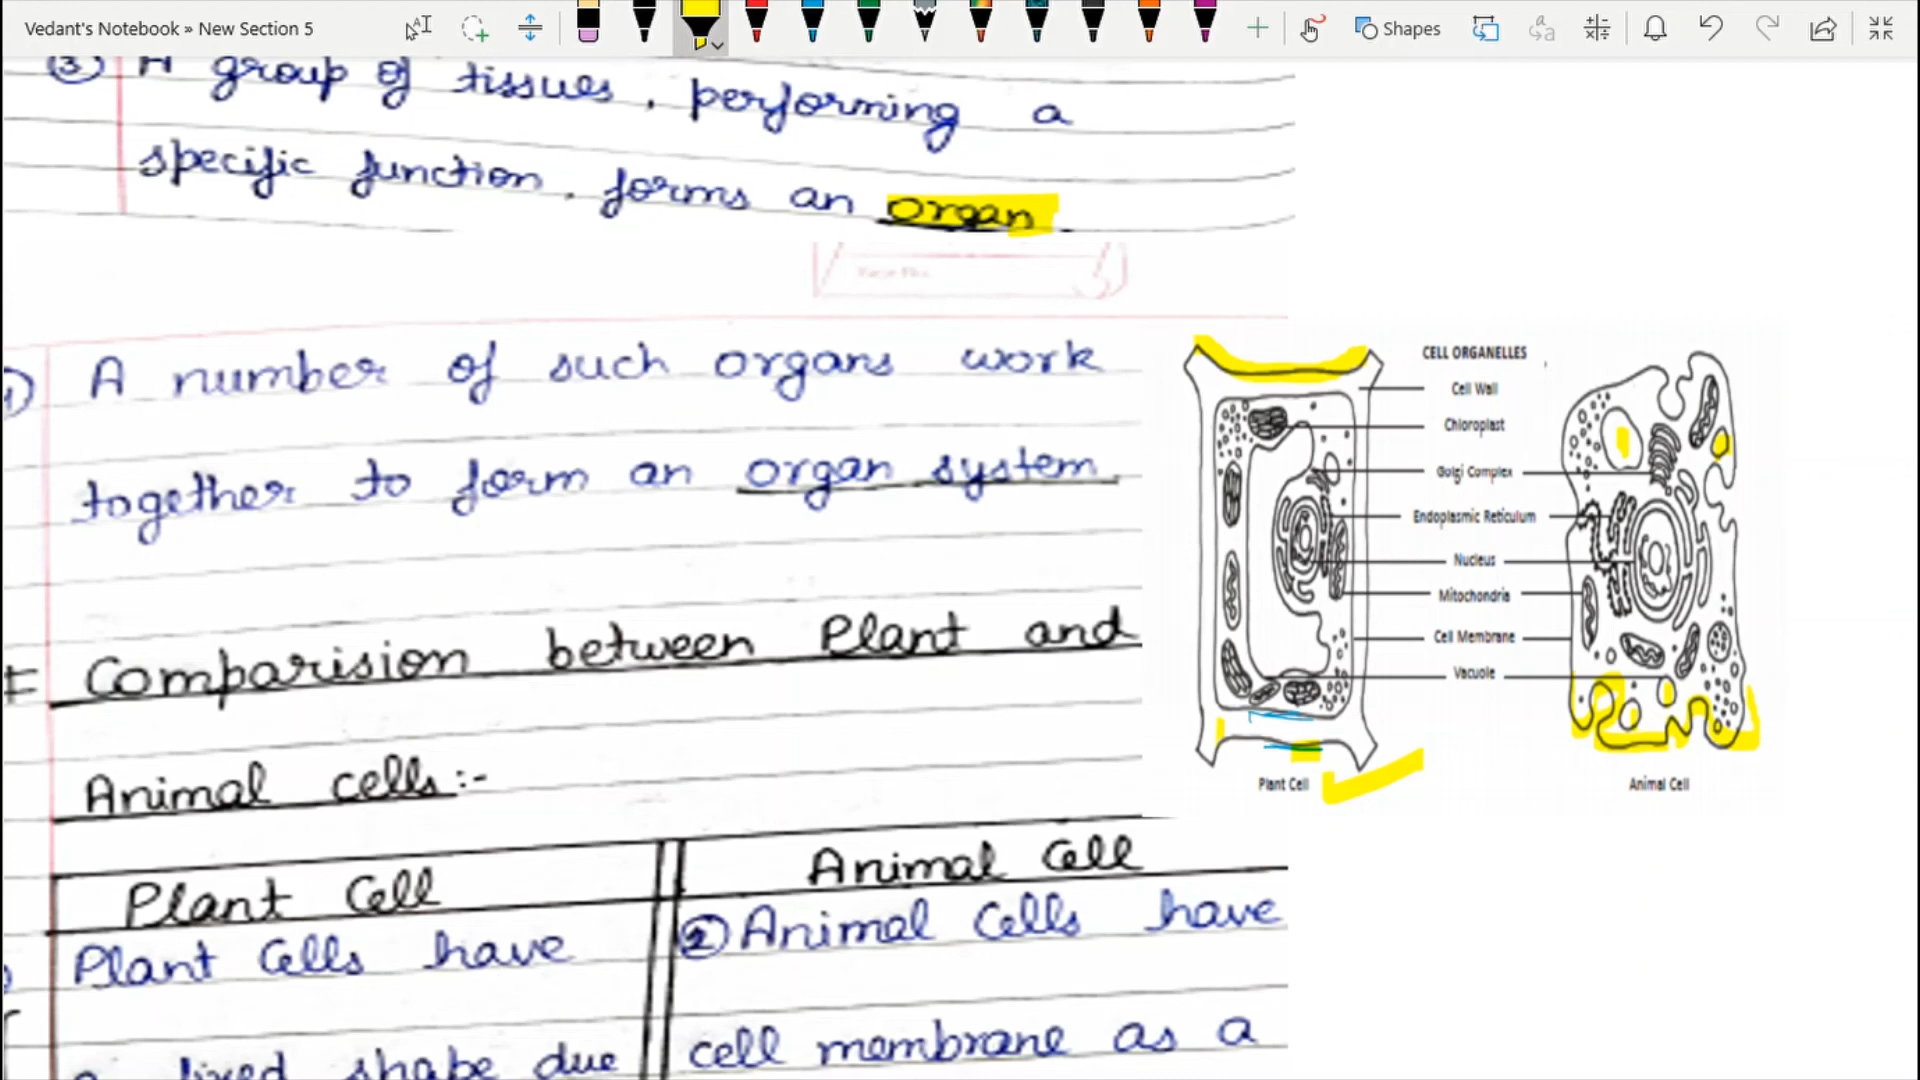 Vedant's Notebook » New Section 5
Shapes
③ A group of tissues, performing a
specific function, forms an organ.
A number of such organs work
together to form an organ system
Comparision between Plant and
Animal cells:-
Plant Cell
Animal Cell
Plant Cells have
② Animal Cells have
a fixed shape due
cell membrane as a
CELL ORGANELLES
Cell Wall
Chloroplast
Golgi Complex
Endoplasmic Reticulum
Nucleus
Mitochondria
Cell Membrane
Vacuole
Plant Cell
Animal Cell